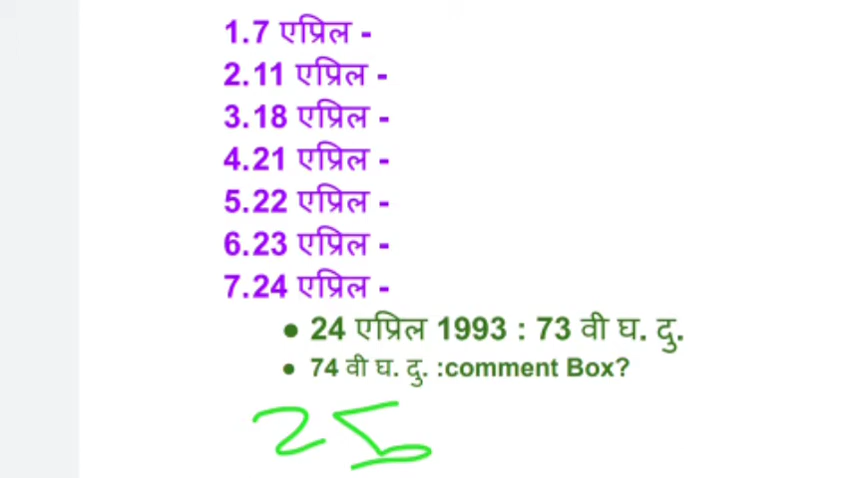 1.7 एप्रिल -
2.11 एप्रिल -
3.18 एप्रिल -
4.21 एप्रिल -
5.22 एप्रिल -
6.23 एप्रिल -
7.24 एप्रिल -
● 24 एप्रिल 1993 : 73 वी घ. दु.
● 74 वी घ. दु. :comment Box?